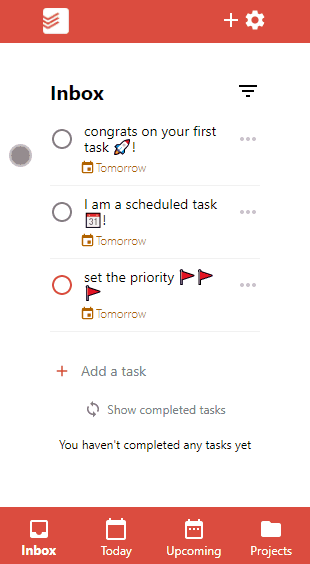 Inbox
congrats on your first
task 🚀!
Tomorrow
I am a scheduled task
📅!
Tomorrow
set the priority 🚩🚩
🚩
Tomorrow
+ Add a task
Show completed tasks
You haven't completed any tasks yet
Inbox
Today
Upcoming
Projects